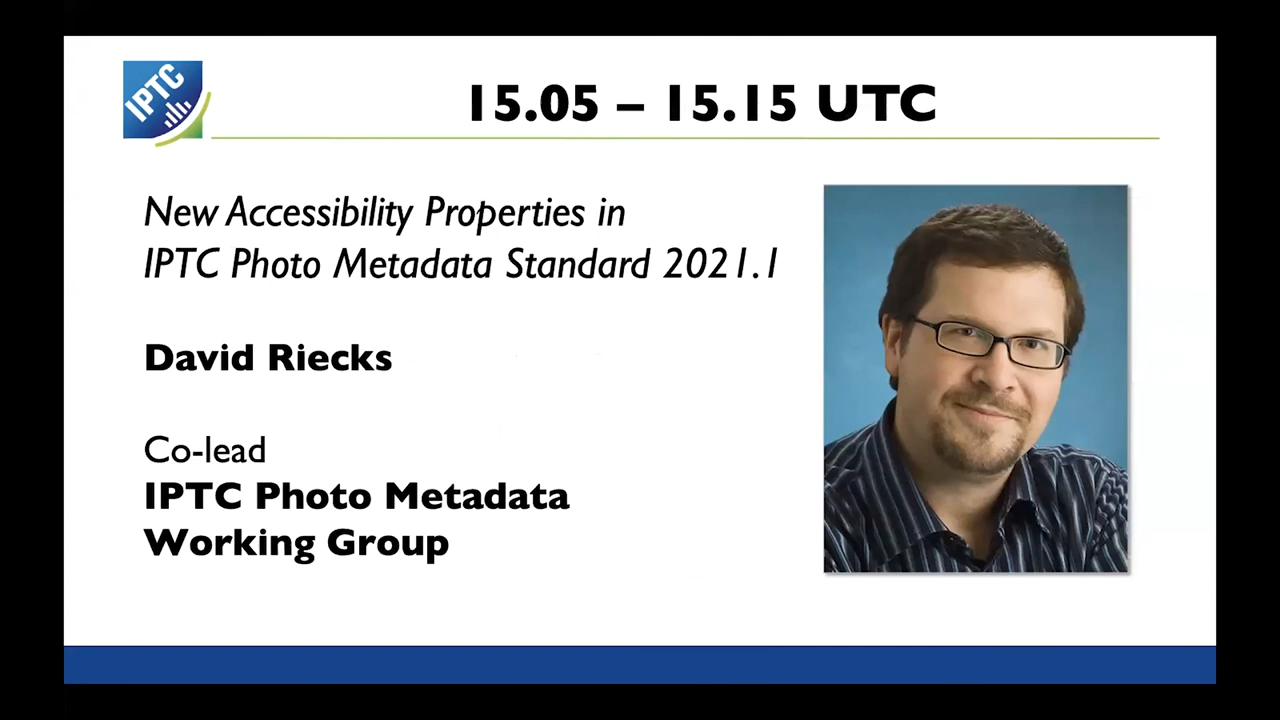 IPTC
15.05 – 15.15 UTC
New Accessibility Properties in
IPTC Photo Metadata Standard 2021.1
David Riecks
Co-lead
IPTC Photo Metadata
Working Group